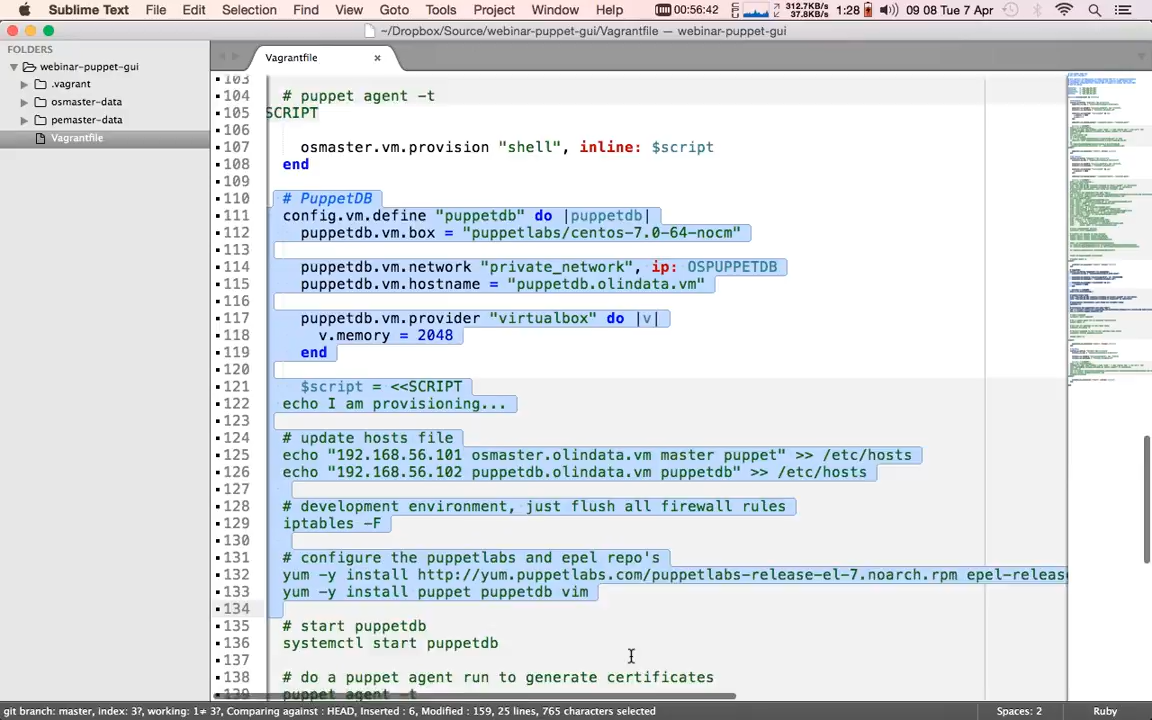 Sublime Text File Edit Selection Find View Goto Tools Project Window Help 00:56:42 312.7KB/s 37.8KB/s 1:28 09 08 Tue 7 Apr
~/Dropbox/Source/webinar-puppet-gui/Vagrantfile — webinar-puppet-gui
FOLDERS
webinar-puppet-gui
.vagrant
osmaster-data
pemaster-data
Vagrantfile
Vagrantfile ×
103
104 # puppet agent -t
105 SCRIPT
106
107 osmaster.vm.provision "shell", inline: $script
108 end
109
110 # PuppetDB
111 config.vm.define "puppetdb" do |puppetdb|
112 puppetdb.vm.box = "puppetlabs/centos-7.0-64-nocm"
113
114 puppetdb.vm.network "private_network", ip: OSPUPPETDB
115 puppetdb.vm.hostname = "puppetdb.olindata.vm"
116
117 puppetdb.vm.provider "virtualbox" do |v|
118 v.memory = 2048
119 end
120
121 $script = <<SCRIPT
122 echo I am provisioning...
123
124 # update hosts file
125 echo "192.168.56.101 osmaster.olindata.vm master puppet" >> /etc/hosts
126 echo "192.168.56.102 puppetdb.olindata.vm puppetdb" >> /etc/hosts
127
128 # development environment, just flush all firewall rules
129 iptables -F
130
131 # configure the puppetlabs and epel repo's
132 yum -y install http://yum.puppetlabs.com/puppetlabs-release-el-7.noarch.rpm epel-release
133 yum -y install puppet puppetdb vim
134
135 # start puppetdb
136 systemctl start puppetdb
137
138 # do a puppet agent run to generate certificates
139 puppet agent -t
git branch: master, index: 3?, working: 1≠ 3?, Comparing against : HEAD, Inserted : 6, Modified : 159, 25 lines, 765 characters selected Spaces: 2 Ruby